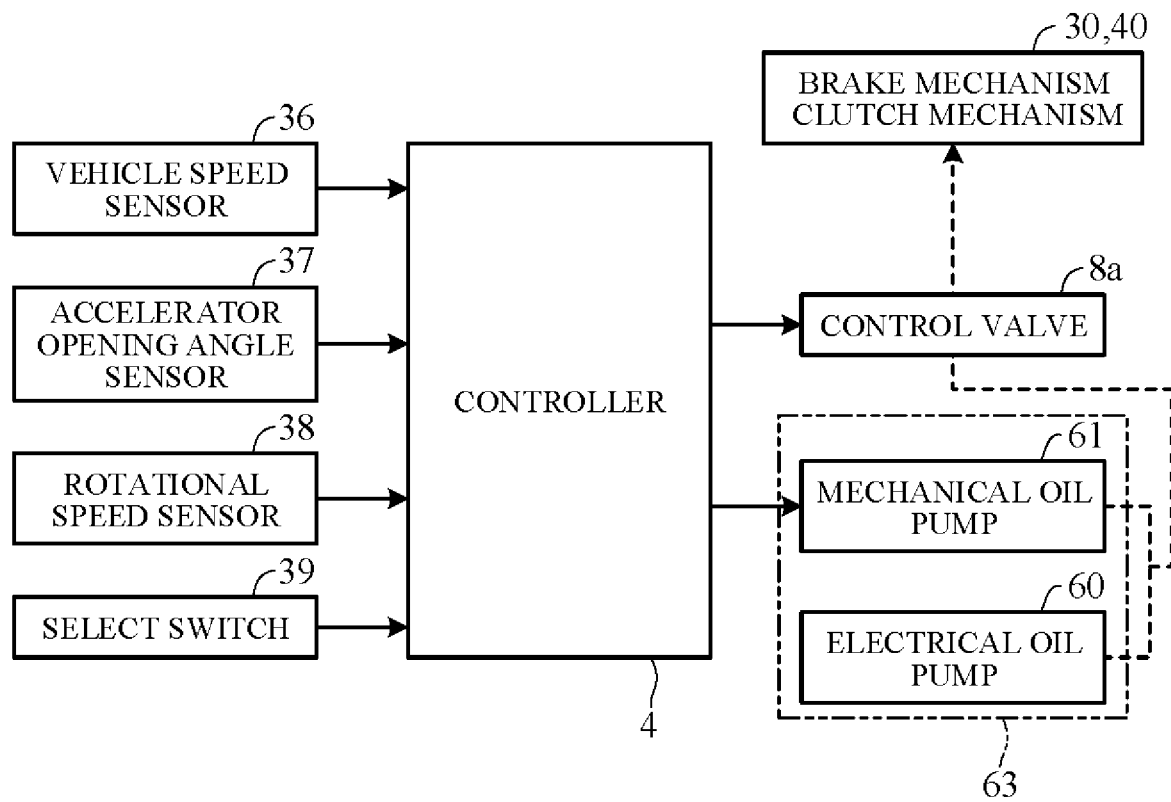 30,40
BRAKE MECHANISM
CLUTCH MECHANISM
36
VEHICLE SPEED
SENSOR
37
ACCELERATOR
OPENING ANGLE
SENSOR
38
ROTATIONAL
SPEED SENSOR
39
SELECT SWITCH
CONTROLLER
4
8a
CONTROL VALVE
61
MECHANICAL OIL
PUMP
60
ELECTRICAL OIL
PUMP
63